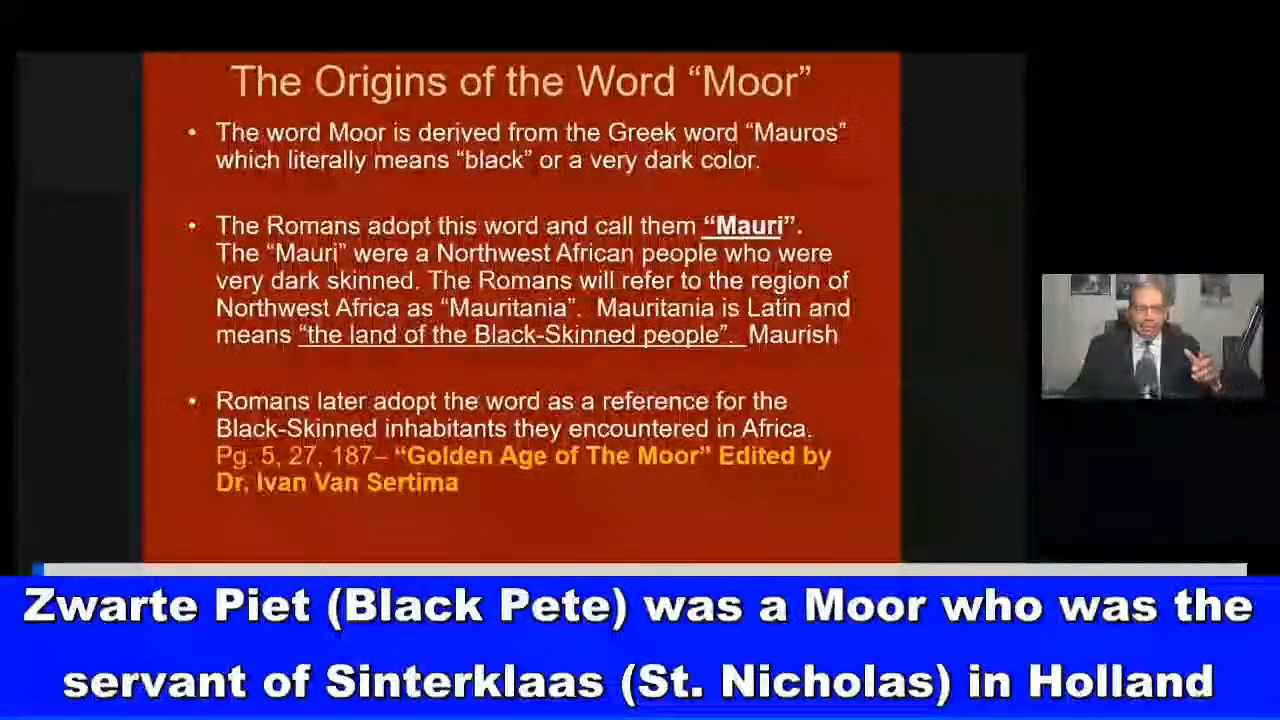 The Origins of the Word “Moor”
• The word Moor is derived from the Greek word “Mauros”
which literally means “black” or a very dark color.
• The Romans adopt this word and call them “Mauri”.
The “Mauri” were a Northwest African people who were
very dark skinned. The Romans will refer to the region of
Northwest Africa as “Mauritania”. Mauritania is Latin and
means “the land of the Black-Skinned people”. Maurish
• Romans later adopt the word as a reference for the
Black-Skinned inhabitants they encountered in Africa.
Pg. 5, 27, 187– “Golden Age of The Moor” Edited by
Dr. Ivan Van Sertima
Zwarte Piet (Black Pete) was a Moor who was the
servant of Sinterklaas (St. Nicholas) in Holland